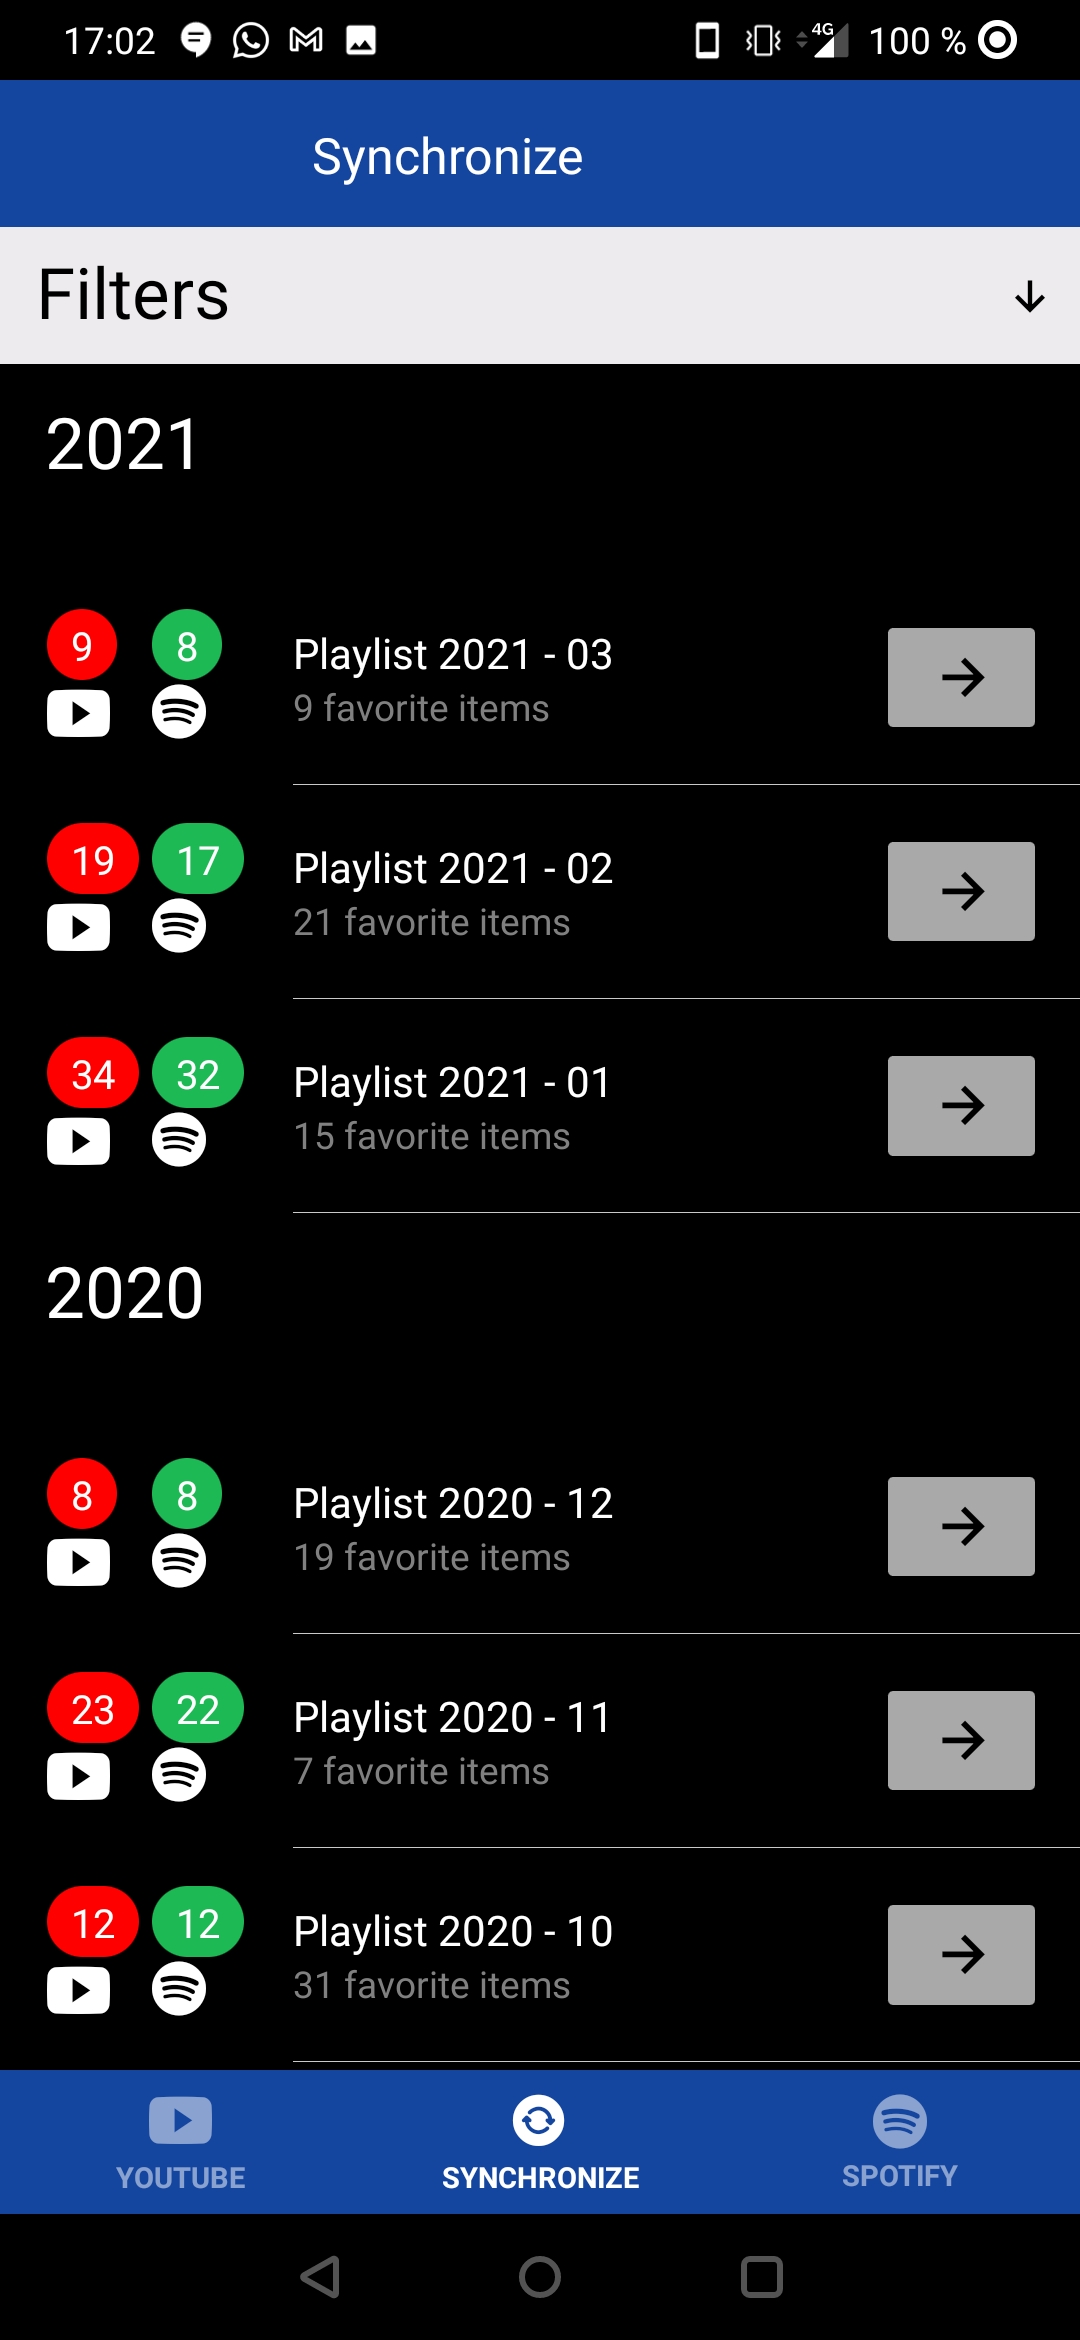 17:02
4G 100 %
Synchronize
Filters
2021
9 8
Playlist 2021 - 03
9 favorite items
19 17
Playlist 2021 - 02
21 favorite items
34 32
Playlist 2021 - 01
15 favorite items
2020
8 8
Playlist 2020 - 12
19 favorite items
23 22
Playlist 2020 - 11
7 favorite items
12 12
Playlist 2020 - 10
31 favorite items
YOUTUBE SYNCHRONIZE SPOTIFY